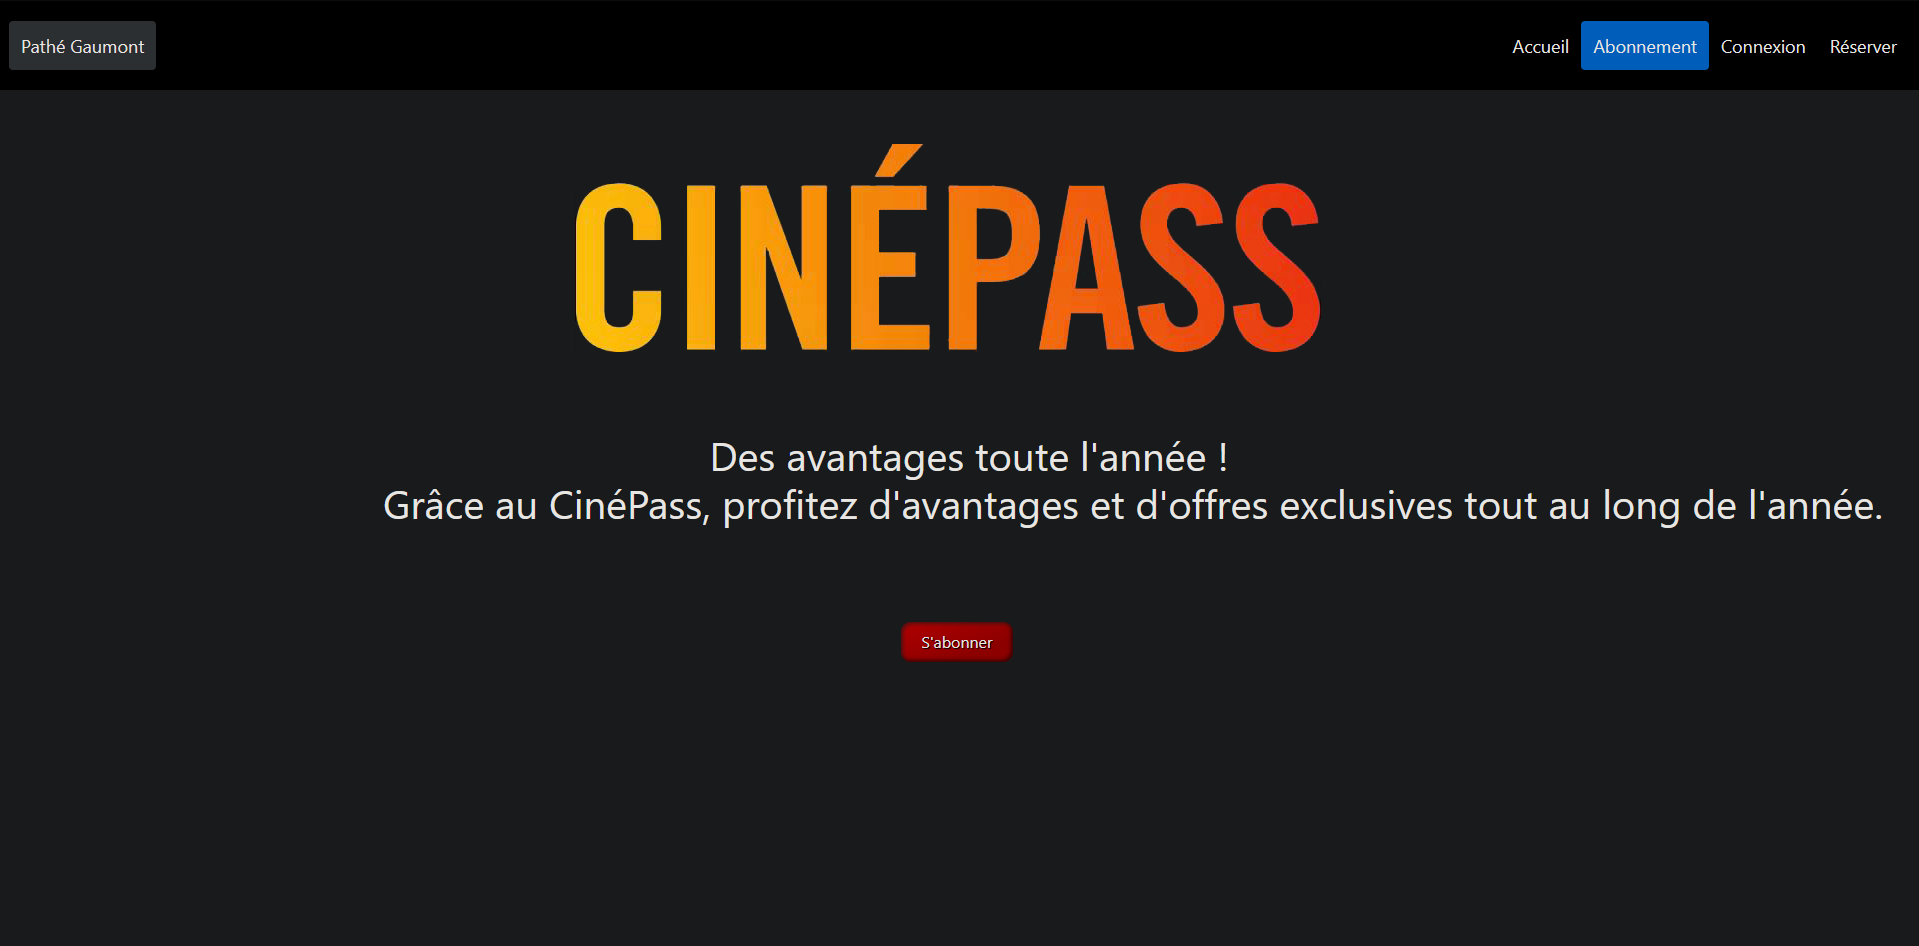 Pathé Gaumont
Accueil Abonnement Connexion Réserver
CINÉPASS
Des avantages toute l'année !
Grâce au CinéPass, profitez d'avantages et d'offres exclusives tout au long de l'année.
S'abonner